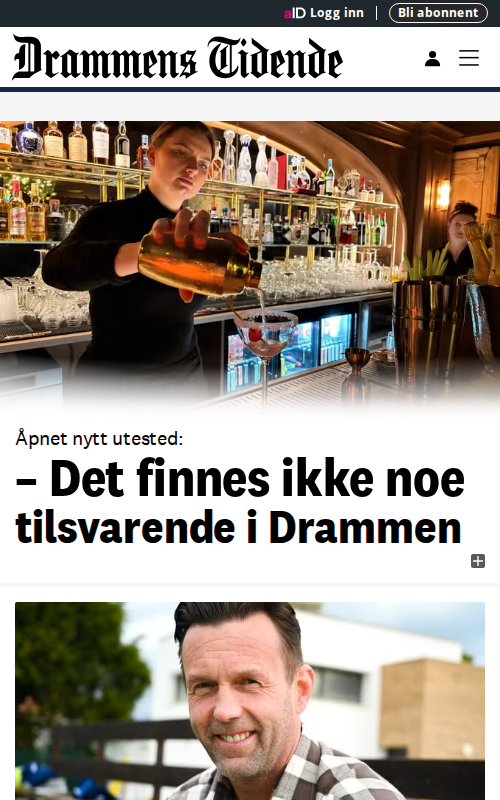 aID Logg inn
Bli abonnent
Drammens Tidende
Åpnet nytt utested:
– Det finnes ikke noe
tilsvarende i Drammen